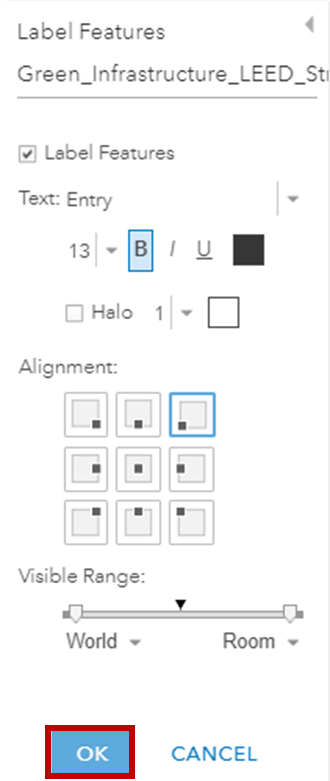 Label Features
Green_Infrastructure_LEED_St
Label Features
Text: Entry
13 B I U
Halo 1
Alignment:
Visible Range:
World Room
OK CANCEL